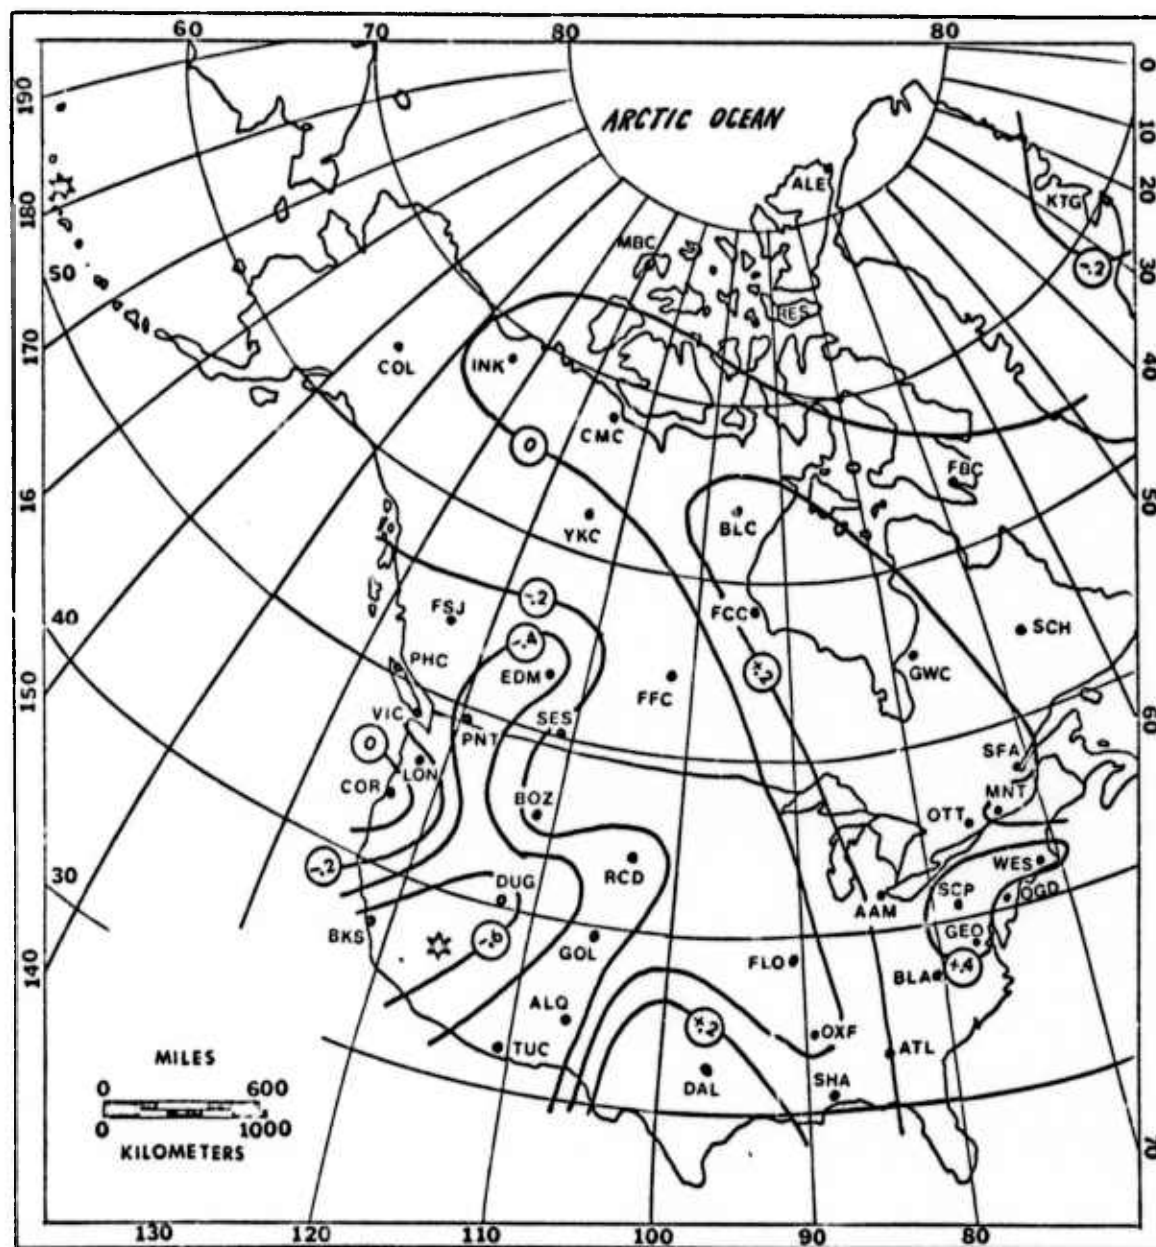 60 70 80 80
190
0
10
ARCTIC OCEAN
ALE
180
20
KTG
MBC
50
-.2
30
RES
170
COL
INK
40
CMC
0
FBC
16
YKC
BLC
50
-.2
FSJ
FCC
40
-.4
SCH
PHC
EDM
GWC
+.2
FFC
150
VIC
SES
60
0
PNT
SFA
LON
COR
BOZ
MNT
OTT
-.2
RCD
WES
30
DUG
SCP
OGD
AAM
BKS
-.6
GOL
GEO
140
FLO
BLA
+.4
ALQ
+.2
OXF
ATL
TUC
MILES
DAL
SHA
0 600
0 1000
KILOMETERS
70
130 120 110 100 90 80